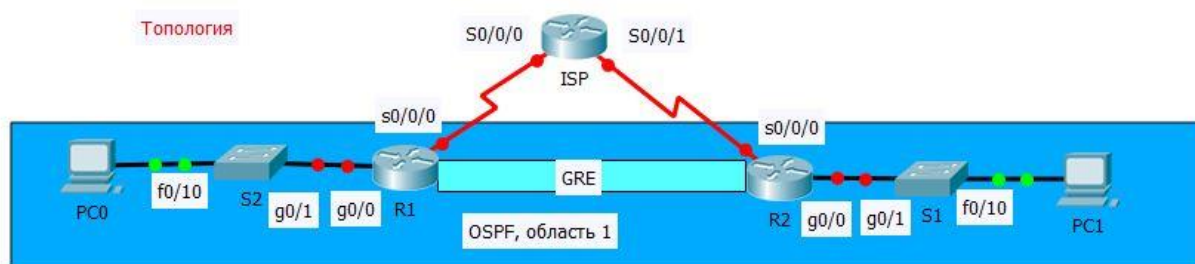 Топология
S0/0/0
S0/0/1
ISP
s0/0/0
s0/0/0
GRE
PC0
f0/10
S2
g0/1
g0/0
R1
OSPF, область 1
R2
g0/0
g0/1
S1
f0/10
PC1